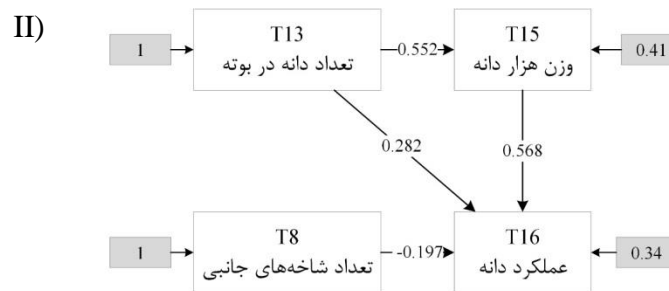 II)
1
T13
تعداد دانه در بوته
0.552
T15
وزن هزار دانه
0.41
0.282
0.568
1
T8
تعداد شاخه‌های جانبی
-0.197
T16
عملکرد دانه
0.34